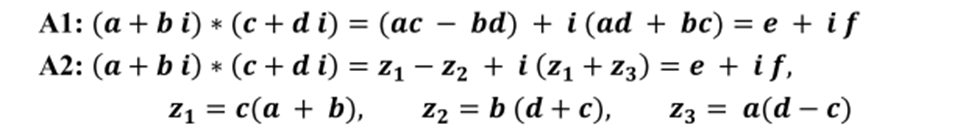 A1: (a + b i) * (c + d i) = (ac − bd) + i (ad + bc) = e + i f
A2: (a + b i) * (c + d i) = z₁ − z₂ + i (z₁ + z₃) = e + i f,
z₁ = c(a + b), z₂ = b (d + c), z₃ = a(d − c)